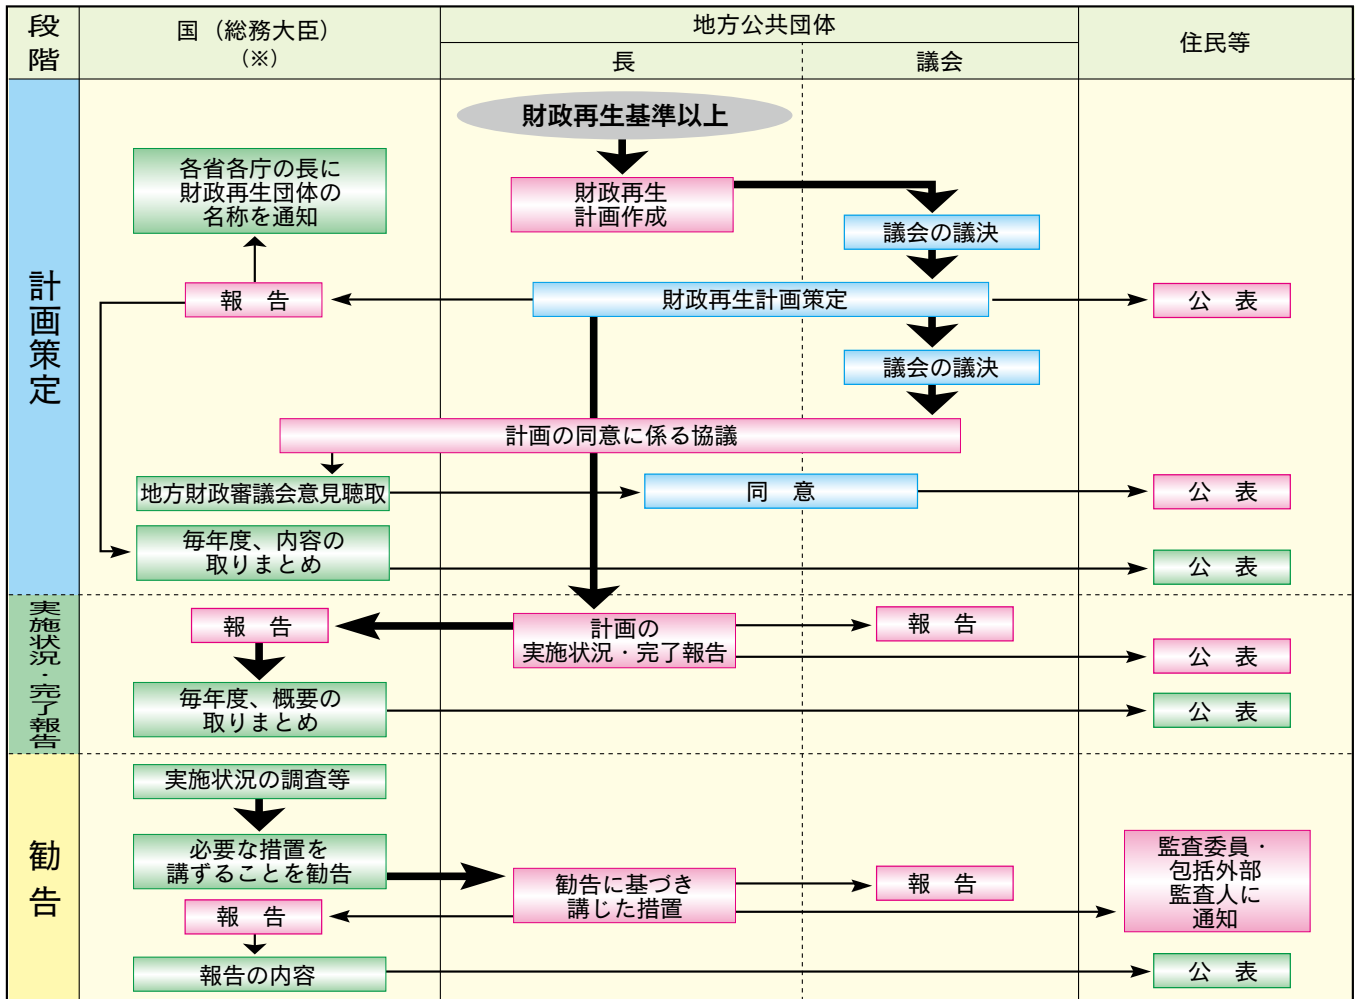 段
階
国（総務大臣）
（※）
地方公共団体
長
議会
住民等
計画策定
財政再生基準以上
各省各庁の長に
財政再生団体の
名称を通知
財政再生
計画作成
議会の議決
報　告
財政再生計画策定
公　表
議会の議決
計画の同意に係る協議
地方財政審議会意見聴取
同　意
公　表
毎年度、内容の
取りまとめ
公　表
実施状況・完了報告
報　告
計画の
実施状況・完了報告
報　告
公　表
毎年度、概要の
取りまとめ
公　表
勧告
実施状況の調査等
必要な措置を
講ずることを勧告
勧告に基づき
講じた措置
報　告
監査委員・
包括外部
監査人に
通知
報　告
報告の内容
公　表